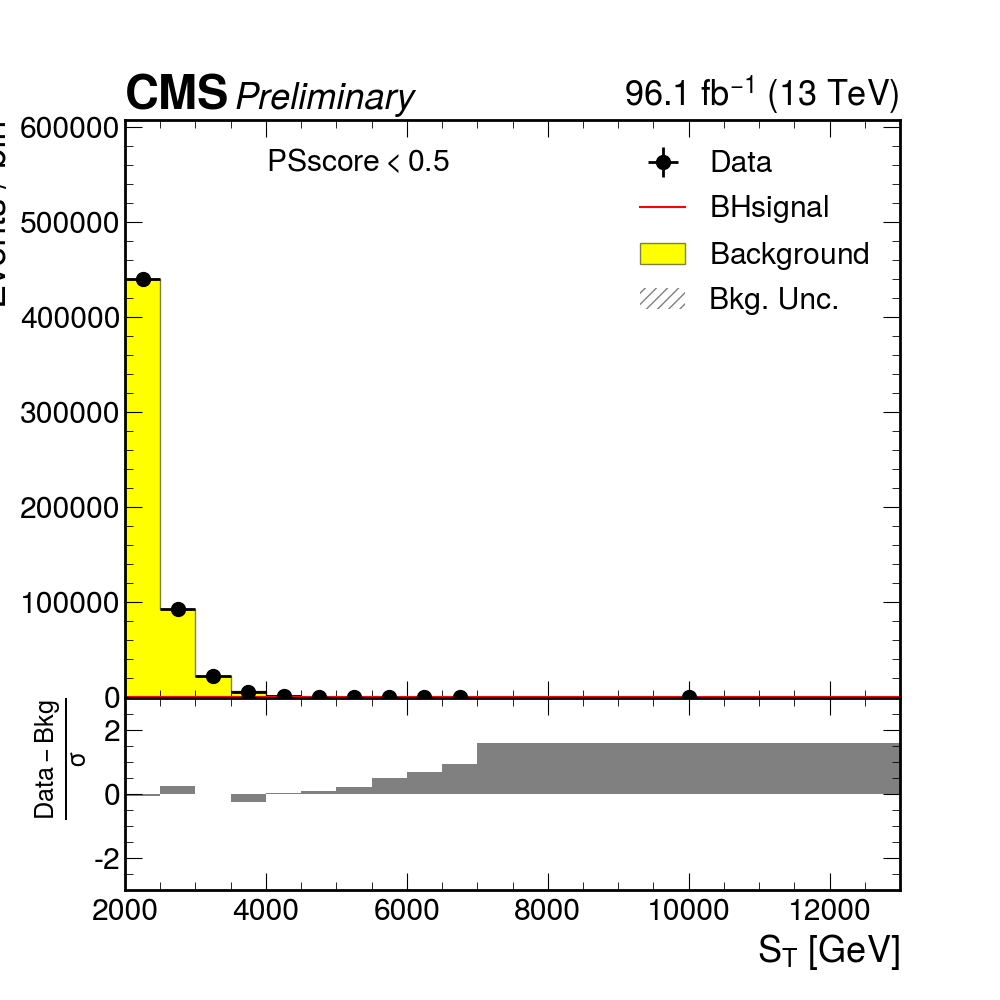 CMS Preliminary 96.1 fb⁻¹ (13 TeV)
PSscore < 0.5
Data
BHsignal
Background
Bkg. Unc.
600000
500000
400000
300000
200000
100000
0
Data – Bkg
σ
2
0
-2
2000 4000 6000 8000 10000 12000
S_T [GeV]